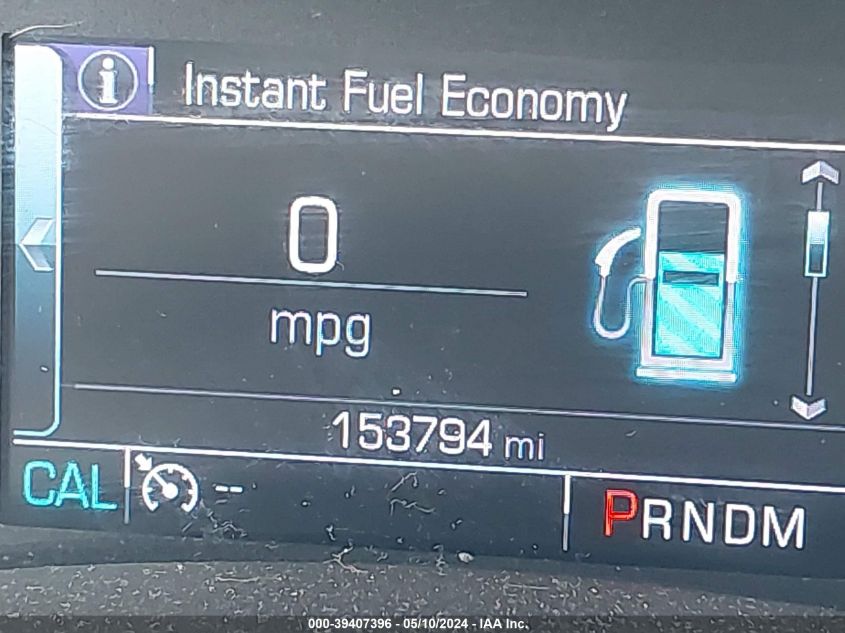 i Instant Fuel Economy
0
mpg
153794 mi
CAL -- PRNDM
000-39407396 - 05/10/2024 - IAA Inc.